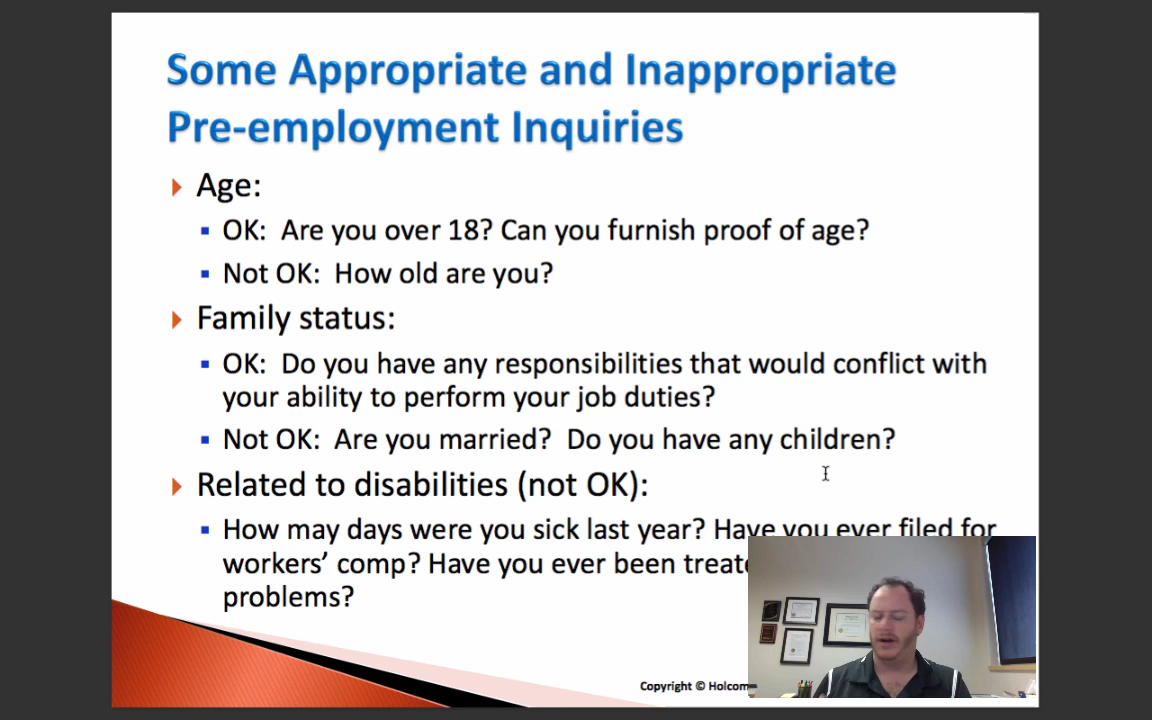 Some Appropriate and Inappropriate
Pre-employment Inquiries
Age:
OK: Are you over 18? Can you furnish proof of age?
Not OK: How old are you?
Family status:
OK: Do you have any responsibilities that would conflict with
your ability to perform your job duties?
Not OK: Are you married? Do you have any children?
Related to disabilities (not OK):
How may days were you sick last year? Have you ever filed for
workers’ comp? Have you ever been
problems?
Copyright ©